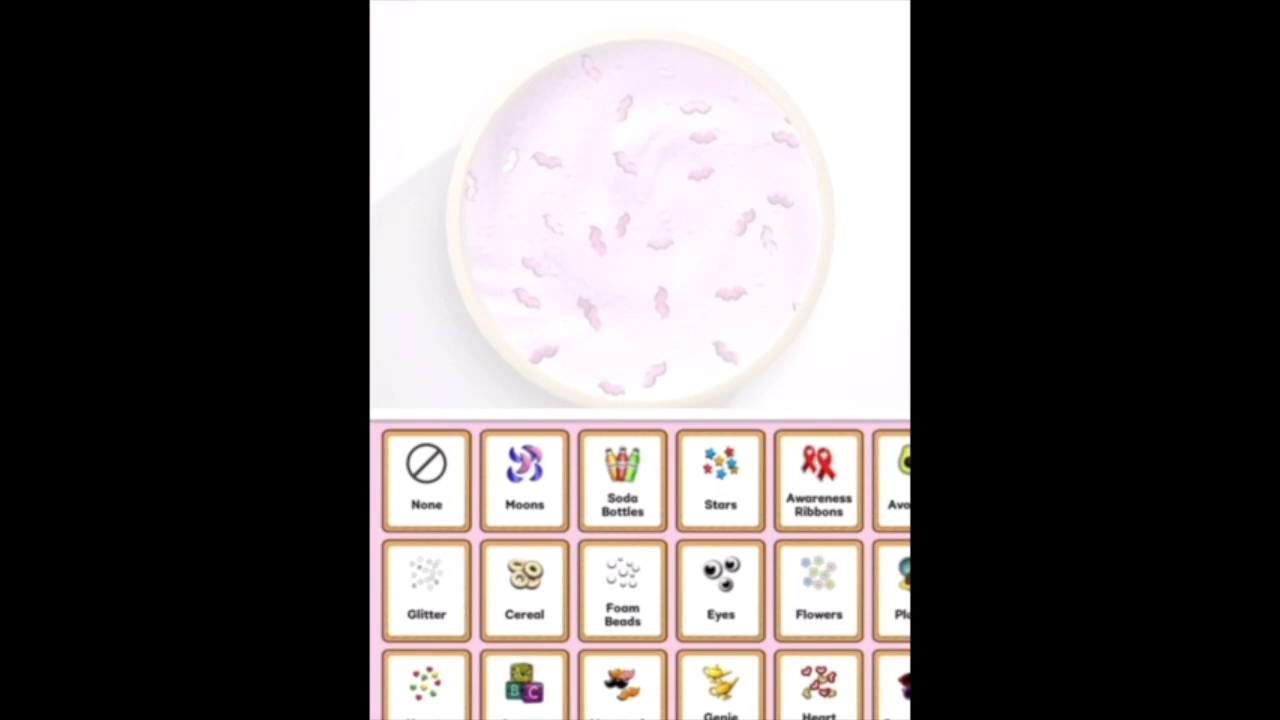 None
Moons
Soda
Bottles
Stars
Awareness
Ribbons
Glitter
Cereal
Foam
Beads
Eyes
Flowers
B
C
Genie
Heart